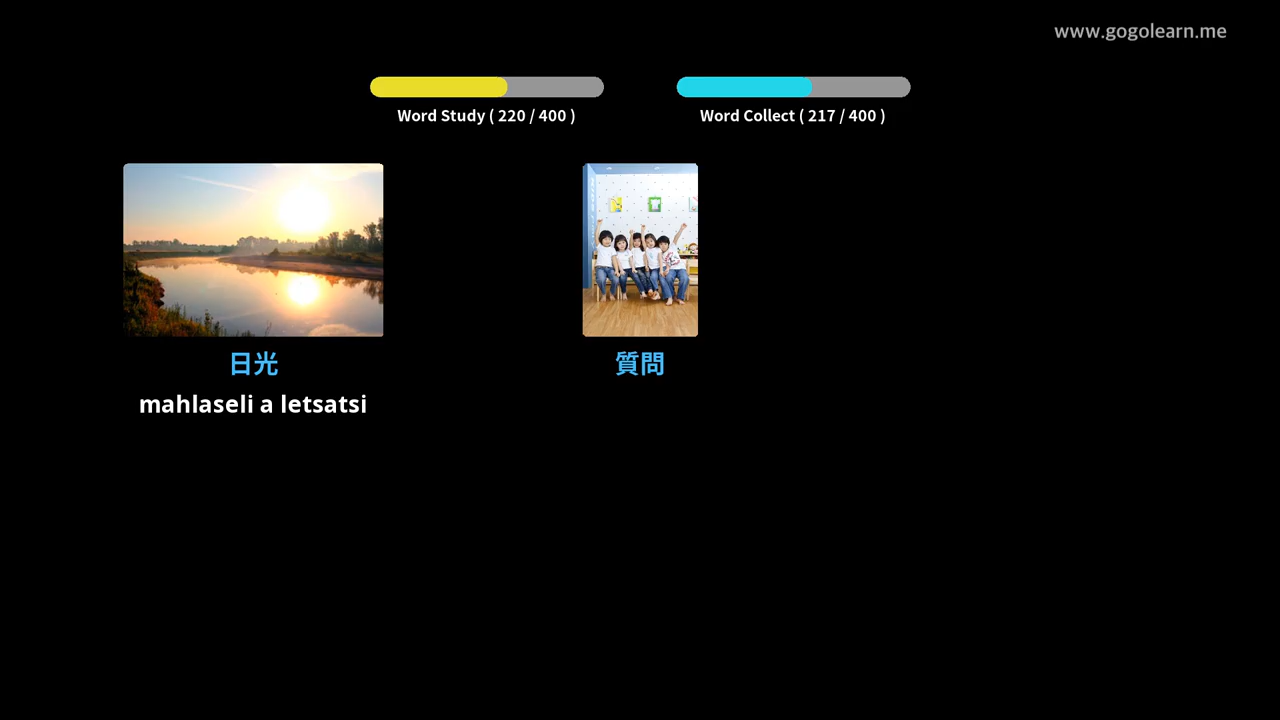 www.gogolearn.me
Word Study ( 220 / 400 )
Word Collect ( 217 / 400 )
日光
質問
mahlaseli a letsatsi